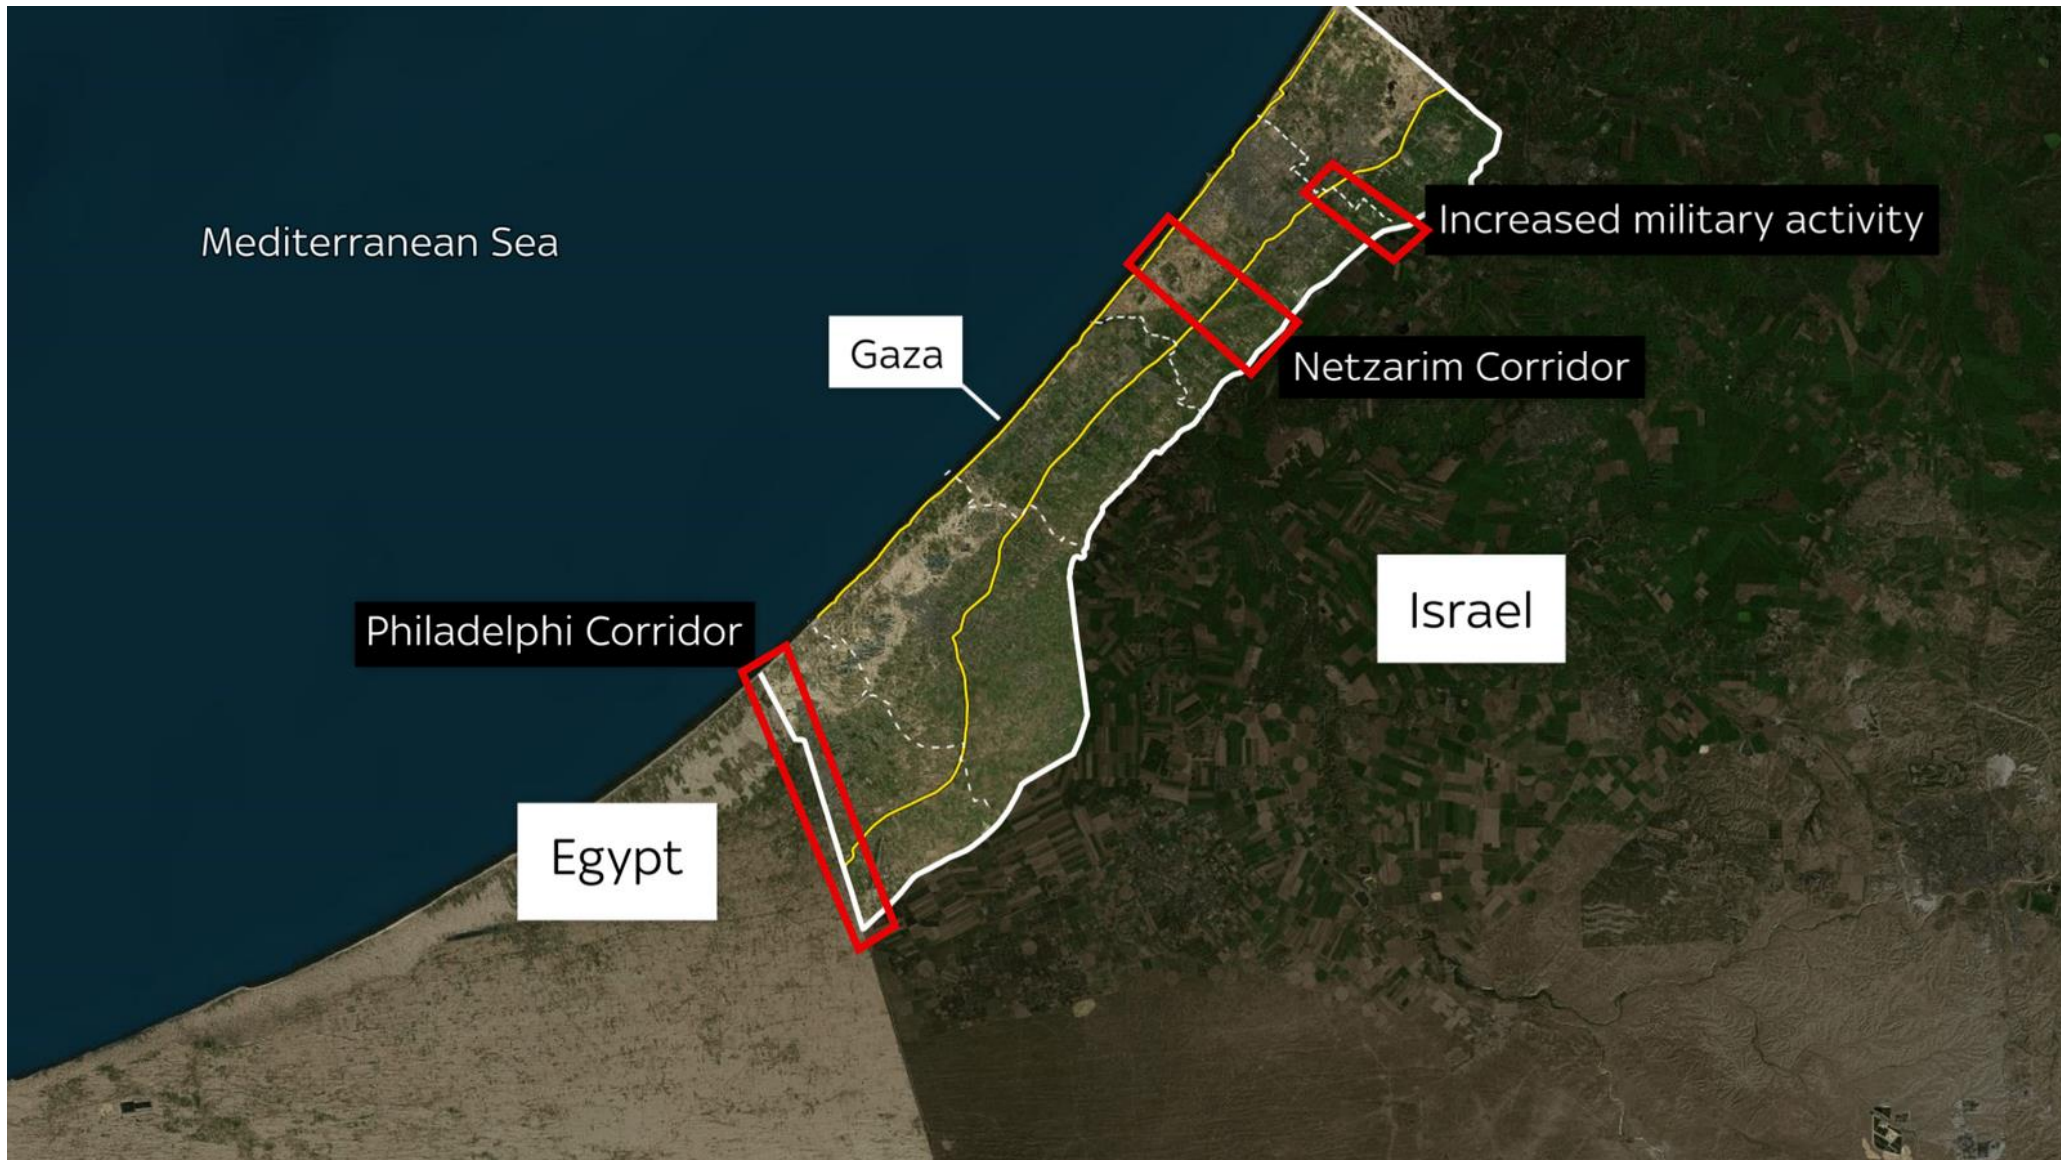 Mediterranean Sea
Increased military activity
Gaza
Netzarim Corridor
Israel
Philadelphi Corridor
Egypt